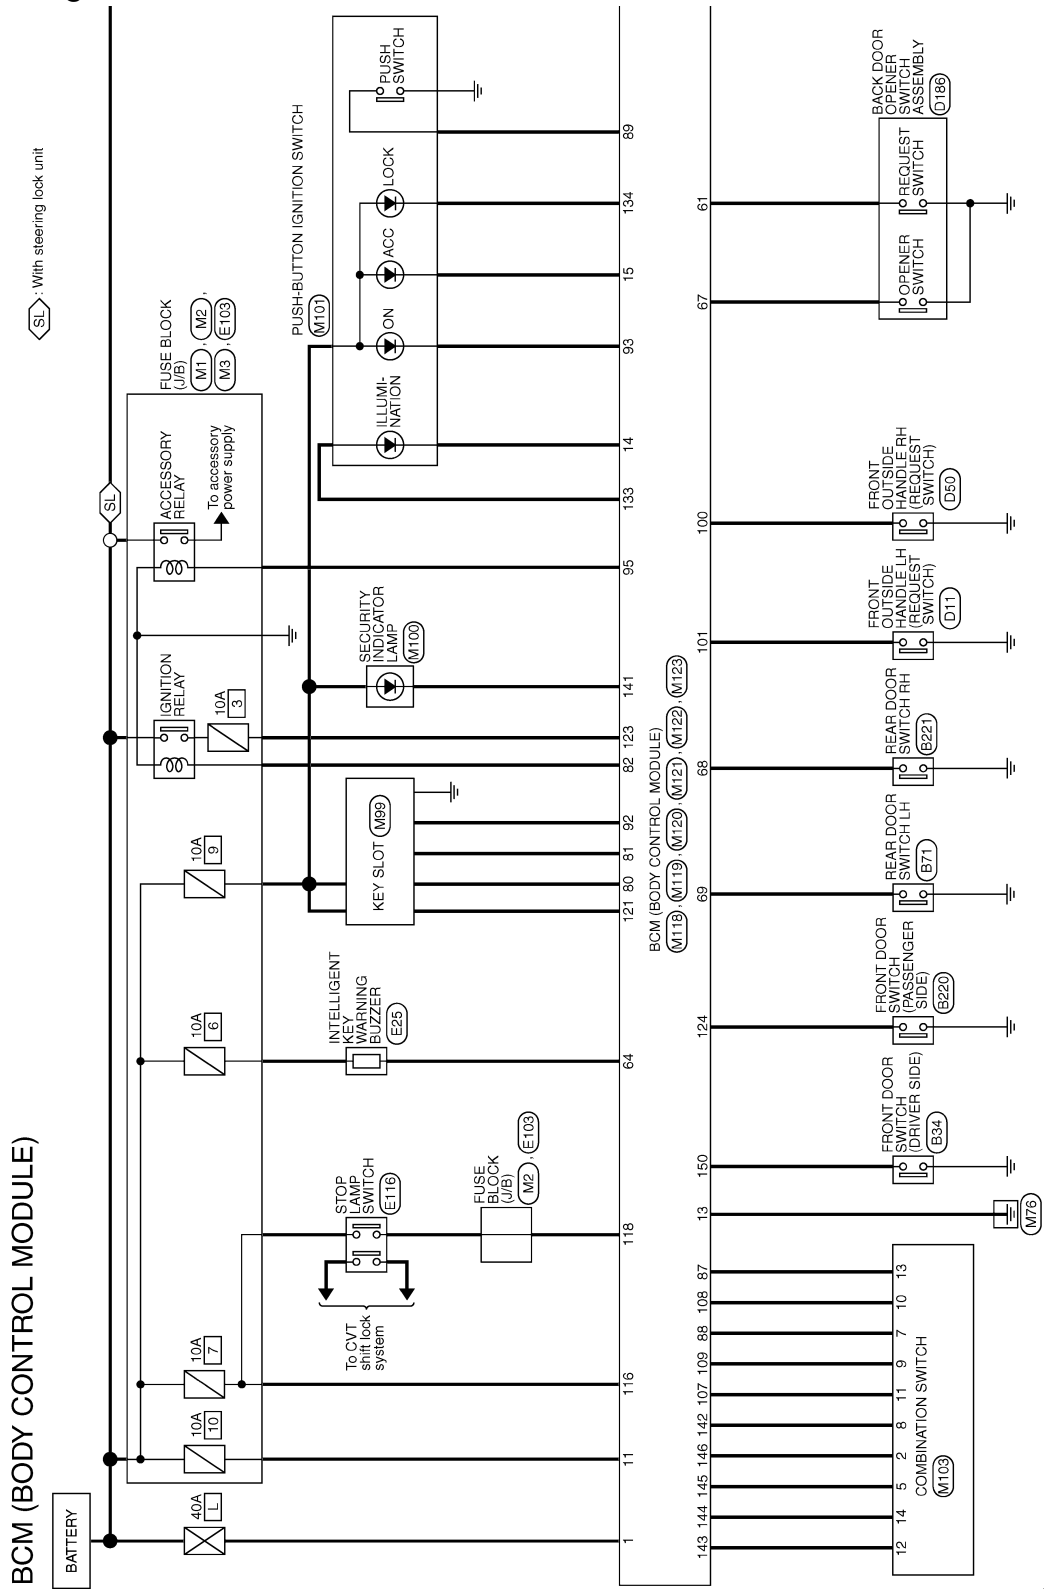 BCM (BODY CONTROL MODULE)
SL : With steering lock unit
BATTERY
40A
L
10A
10
10A
7
10A
6
10A
9
IGNITION
RELAY
10A
3
ACCESSORY
RELAY
To accessory
power supply
SL
FUSE BLOCK
(J/B)
M1 , M2 ,
M3 , E103
To CVT
shift lock
system
STOP
LAMP
SWITCH
E116
FUSE
BLOCK
(J/B)
M2 , E103
INTELLIGENT
KEY
WARNING
BUZZER
E25
KEY SLOT
M99
SECURITY
INDICATOR
LAMP
M100
PUSH-BUTTON IGNITION SWITCH
M101
ILLUMI-
NATION
ON
ACC
LOCK
PUSH
SWITCH
1
11
116
118
64
121
80
81
92
82
123
141
95
133
14
93
15
134
89
BCM (BODY CONTROL MODULE)
M118 , M119 , M120 , M121 , M122 , M123
143
144
145
146
142
107
109
88
108
87
13
150
124
69
68
101
100
67
61
12
14
5
2
8
11
9
7
10
13
COMBINATION SWITCH
M103
M76
FRONT DOOR
SWITCH
(DRIVER SIDE)
B34
FRONT DOOR
SWITCH
(PASSENGER
SIDE)
B220
REAR DOOR
SWITCH LH
B71
REAR DOOR
SWITCH RH
B221
FRONT
OUTSIDE
HANDLE LH
(REQUEST
SWITCH)
D11
FRONT
OUTSIDE
HANDLE RH
(REQUEST
SWITCH)
D50
OPENER
SWITCH
REQUEST
SWITCH
BACK DOOR
OPENER
SWITCH
ASSEMBLY
D186